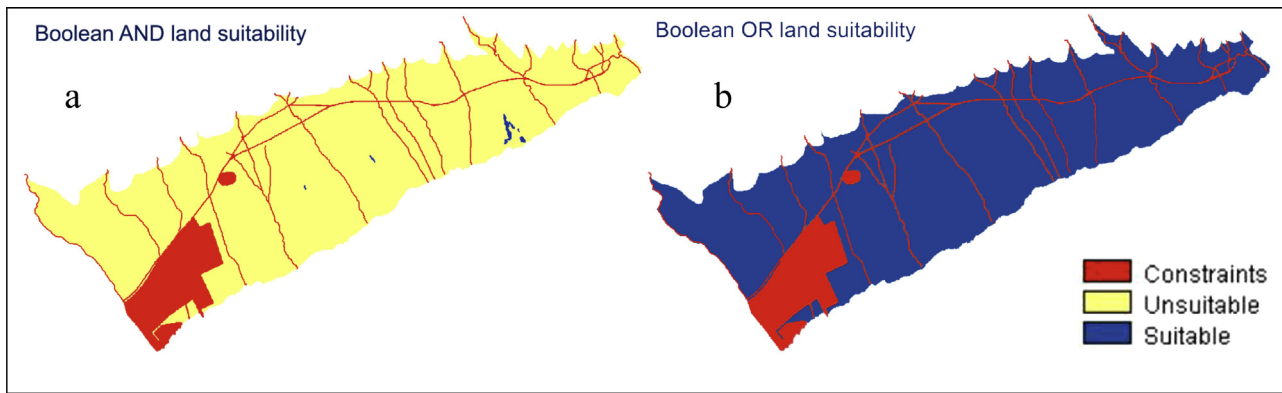 Boolean AND land suitability
Boolean OR land suitability
a
b
Constraints
Unsuitable
Suitable